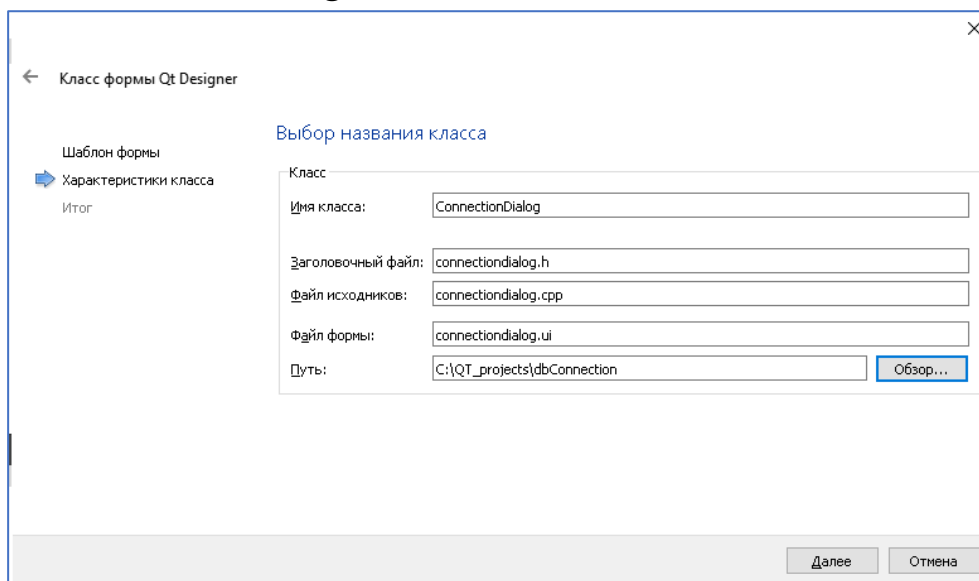 Класс формы Qt Designer
Выбор названия класса
Шаблон формы
Характеристики класса
Итог
Класс
Имя класса: ConnectionDialog
Заголовочный файл: connectiondialog.h
Файл исходников: connectiondialog.cpp
Файл формы: connectiondialog.ui
Путь: C:\QT_projects\dbConnection Обзор...
Далее Отмена